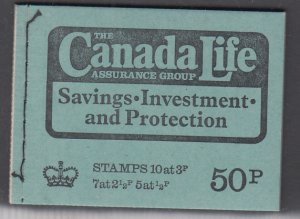 THE
Canada Life
ASSURANCE GROUP
Savings•Investment•
and Protection
STAMPS 10 at 3P
7 at 2½P 5 at ½P
50P